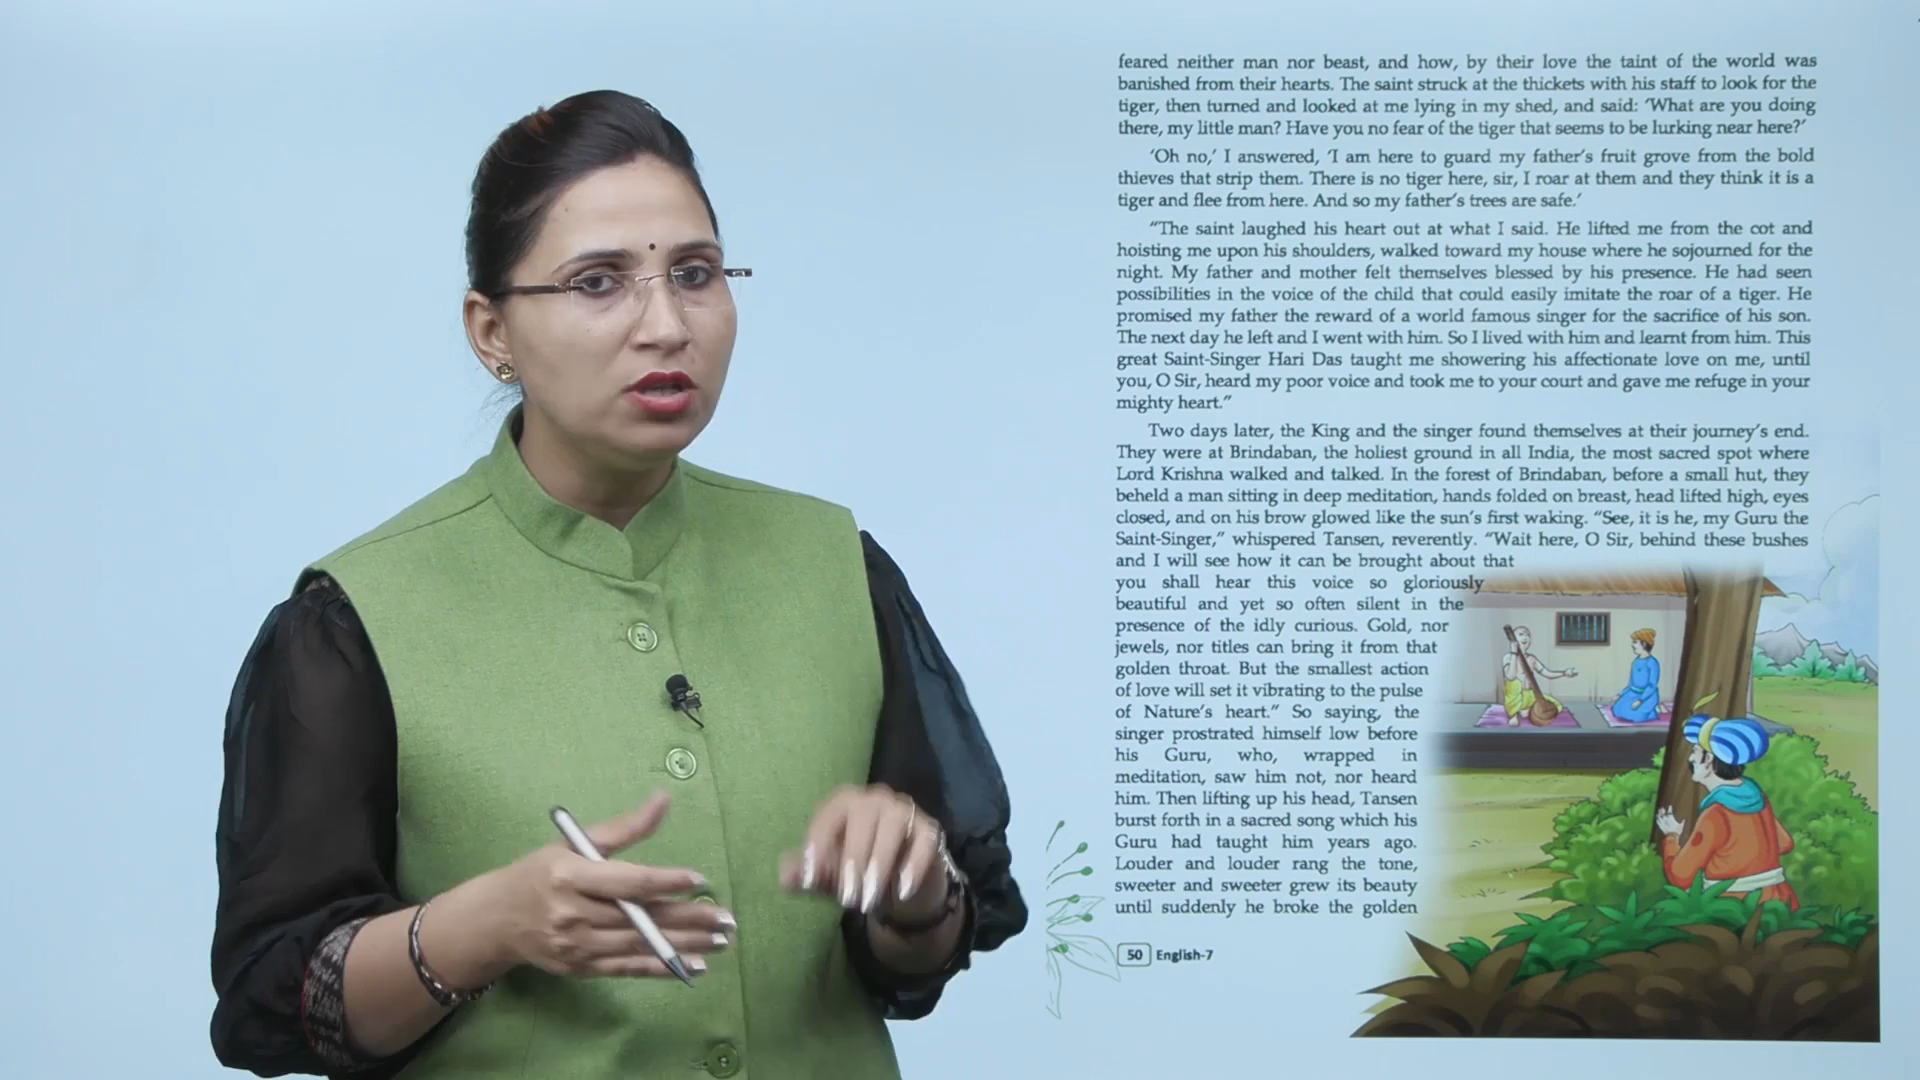 feared neither man nor beast, and how, by their love the taint of the world was
banished from their hearts. The saint struck at the thickets with his staff to look for the
tiger, then turned and looked at me lying in my shed, and said: 'What are you doing
there, my little man? Have you no fear of the tiger that seems to be lurking near here?'
'Oh no,' I answered, 'I am here to guard my father's fruit grove from the bold
thieves that strip them. There is no tiger here, sir, I roar at them and they think it is a
tiger and flee from here. And so my father's trees are safe.'
"The saint laughed his heart out at what I said. He lifted me from the cot and
hoisting me upon his shoulders, walked toward my house where he sojourned for the
night. My father and mother felt themselves blessed by his presence. He had seen
possibilities in the voice of the child that could easily imitate the roar of a tiger. He
promised my father the reward of a world famous singer for the sacrifice of his son.
The next day he left and I went with him. So I lived with him and learnt from him. This
great Saint-Singer Hari Das taught me showering his affectionate love on me, until
you, O Sir, heard my poor voice and took me to your court and gave me refuge in your
mighty heart."
Two days later, the King and the singer found themselves at their journey's end.
They were at Brindaban, the holiest ground in all India, the most sacred spot where
Lord Krishna walked and talked. In the forest of Brindaban, before a small hut, they
beheld a man sitting in deep meditation, hands folded on breast, head lifted high, eyes
closed, and on his brow glowed like the sun's first waking. "See, it is he, my Guru the
Saint-Singer," whispered Tansen, reverently. "Wait here, O Sir, behind these bushes
and I will see how it can be brought about that
you shall hear this voice so gloriously
beautiful and yet so often silent in the
presence of the idly curious. Gold, nor
jewels, nor titles can bring it from that
golden throat. But the smallest action
of love will set it vibrating to the pulse
of Nature's heart." So saying, the
singer prostrated himself low before
his Guru, who, wrapped in
meditation, saw him not, nor heard
him. Then lifting up his head, Tansen
burst forth in a sacred song which his
Guru had taught him years ago.
Louder and louder rang the tone,
sweeter and sweeter grew its beauty
until suddenly he broke the golden
50 English-7